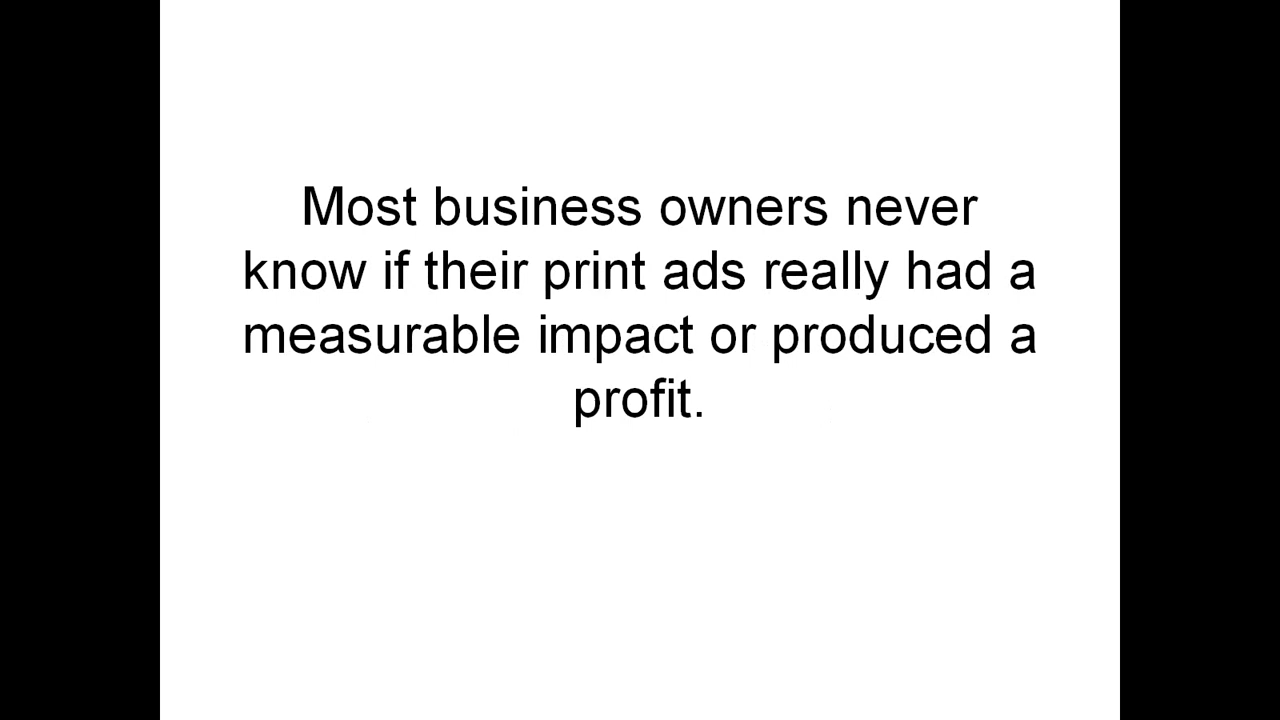 Most business owners never
know if their print ads really had a
measurable impact or produced a
profit.